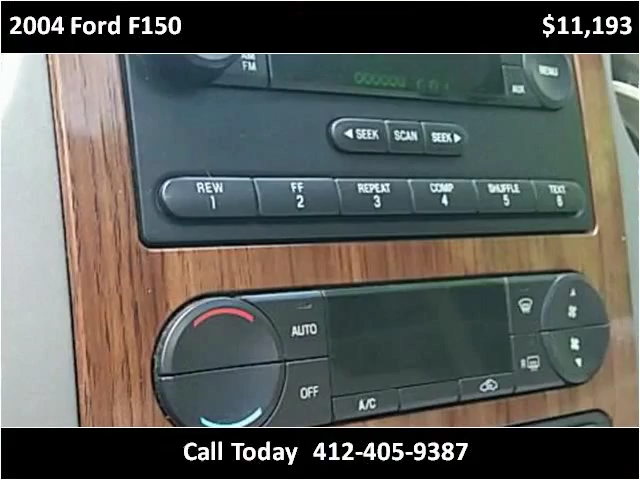 2004 Ford F150 $11,193
AM
FM
MENU
AUX
SEEK SCAN SEEK
REW FF REPEAT COMP SHUFFLE TEXT
1 2 3 4 5 6
AUTO
OFF
A/C
R
Call Today 412-405-9387